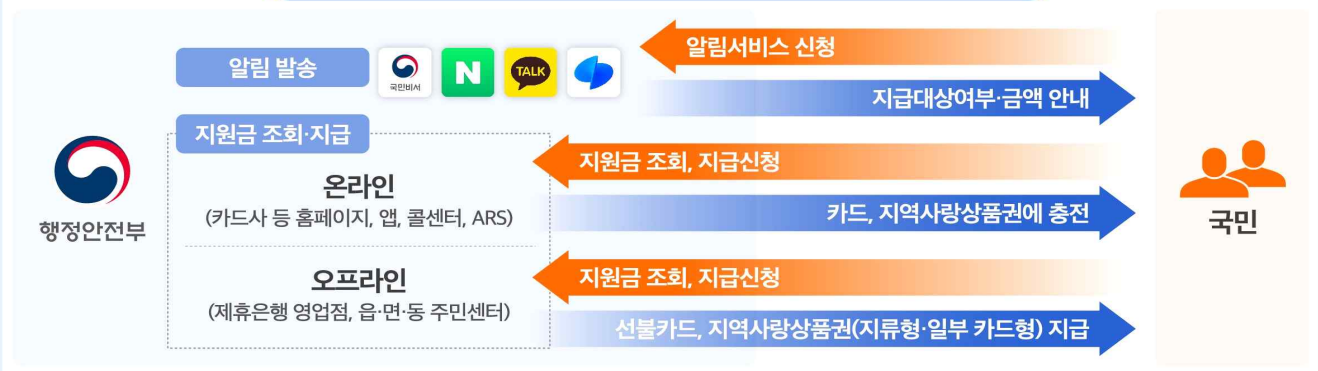 알림서비스 신청
알림 발송
국민비서
N
TALK
지급대상여부·금액 안내
지원금 조회·지급
지원금 조회, 지급신청
온라인
(카드사 등 홈페이지, 앱, 콜센터, ARS)
카드, 지역사랑상품권에 충전
행정안전부
국민
오프라인
(제휴은행 영업점, 읍·면·동 주민센터)
지원금 조회, 지급신청
선불카드, 지역사랑상품권(지류형·일부 카드형) 지급